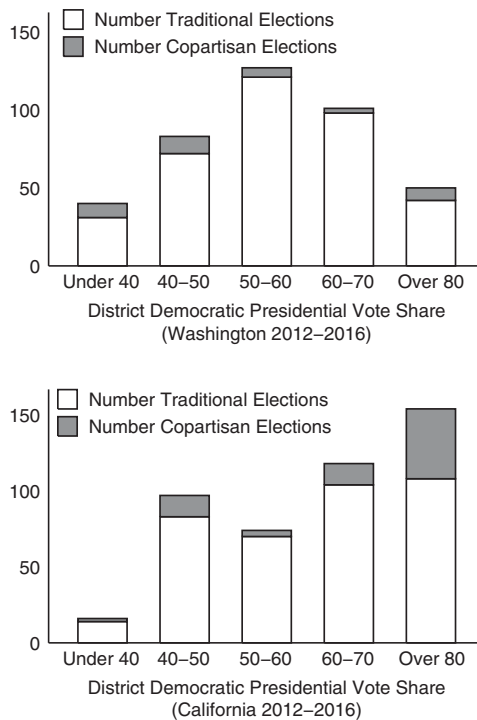 150
Number Traditional Elections
Number Copartisan Elections
100
50
0
Under 40 40–50 50–60 60–70 Over 80
District Democratic Presidential Vote Share
(Washington 2012–2016)
Number Traditional Elections
150
Number Copartisan Elections
100
50
0
Under 40 40–50 50–60 60–70 Over 80
District Democratic Presidential Vote Share
(California 2012–2016)